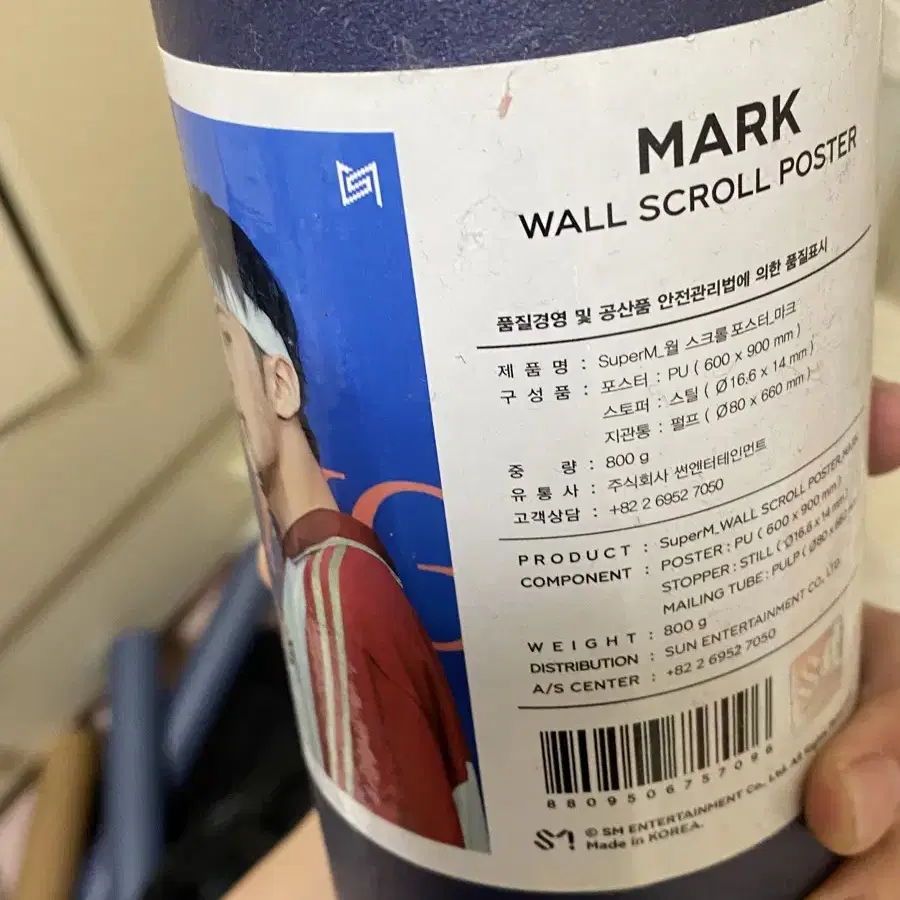 MARK
WALL SCROLL POSTER
품질경영 및 공산품 안전관리법에 의한 품질표시
제 품 명 : SuperM_월 스크롤 포스터_마크
구 성 품 : 포스터 : PU ( 600 x 900 mm )
스토퍼 : 스틸 ( Ø16.6 x 14 mm )
지관통 : 펄프 ( Ø80 x 660 mm )
중 량 : 800 g
유 통 사 : 주식회사 썬엔터테인먼트
고객상담 : +82 2 6952 7050
PRODUCT : SuperM_WALL SCROLL POSTER_MARK
COMPONENT : POSTER : PU ( 600 x 900 mm )
STOPPER : STILL ( Ø16.6 x 14 mm )
MAILING TUBE : PULP ( Ø80 x 660 mm
WEIGHT : 800 g
DISTRIBUTION : SUN ENTERTAINMENT CO., LTD.
A/S CENTER : +82 2 6952 7050
8809506757096
SM © SM ENTERTAINMENT Co., Ltd. All Rights
Made in KOREA.